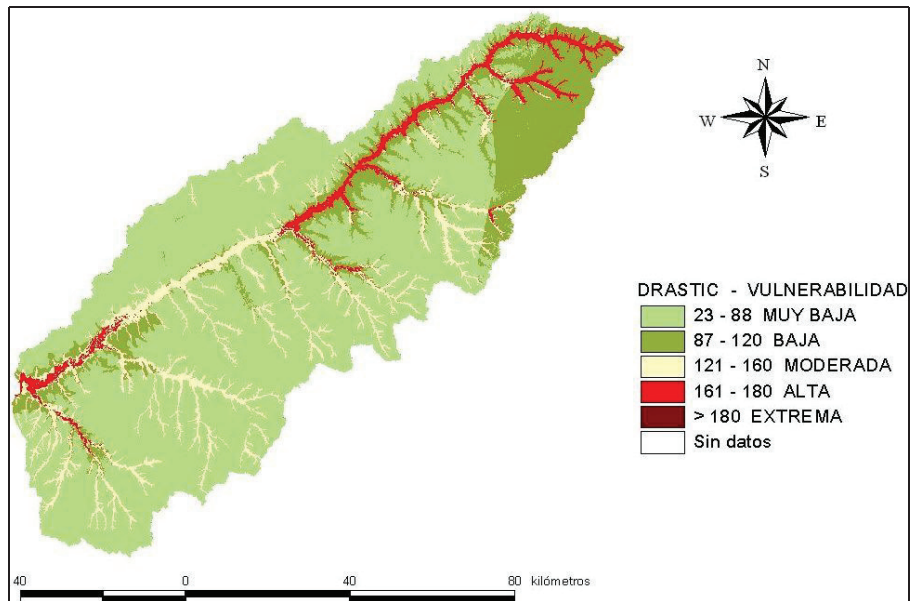 N
W E
S
DRASTIC - VULNERABILIDAD
23 - 88 MUY BAJA
87 - 120 BAJA
121 - 160 MODERADA
161 - 180 ALTA
> 180 EXTREMA
Sin datos
40 0 40 80 kilómetros